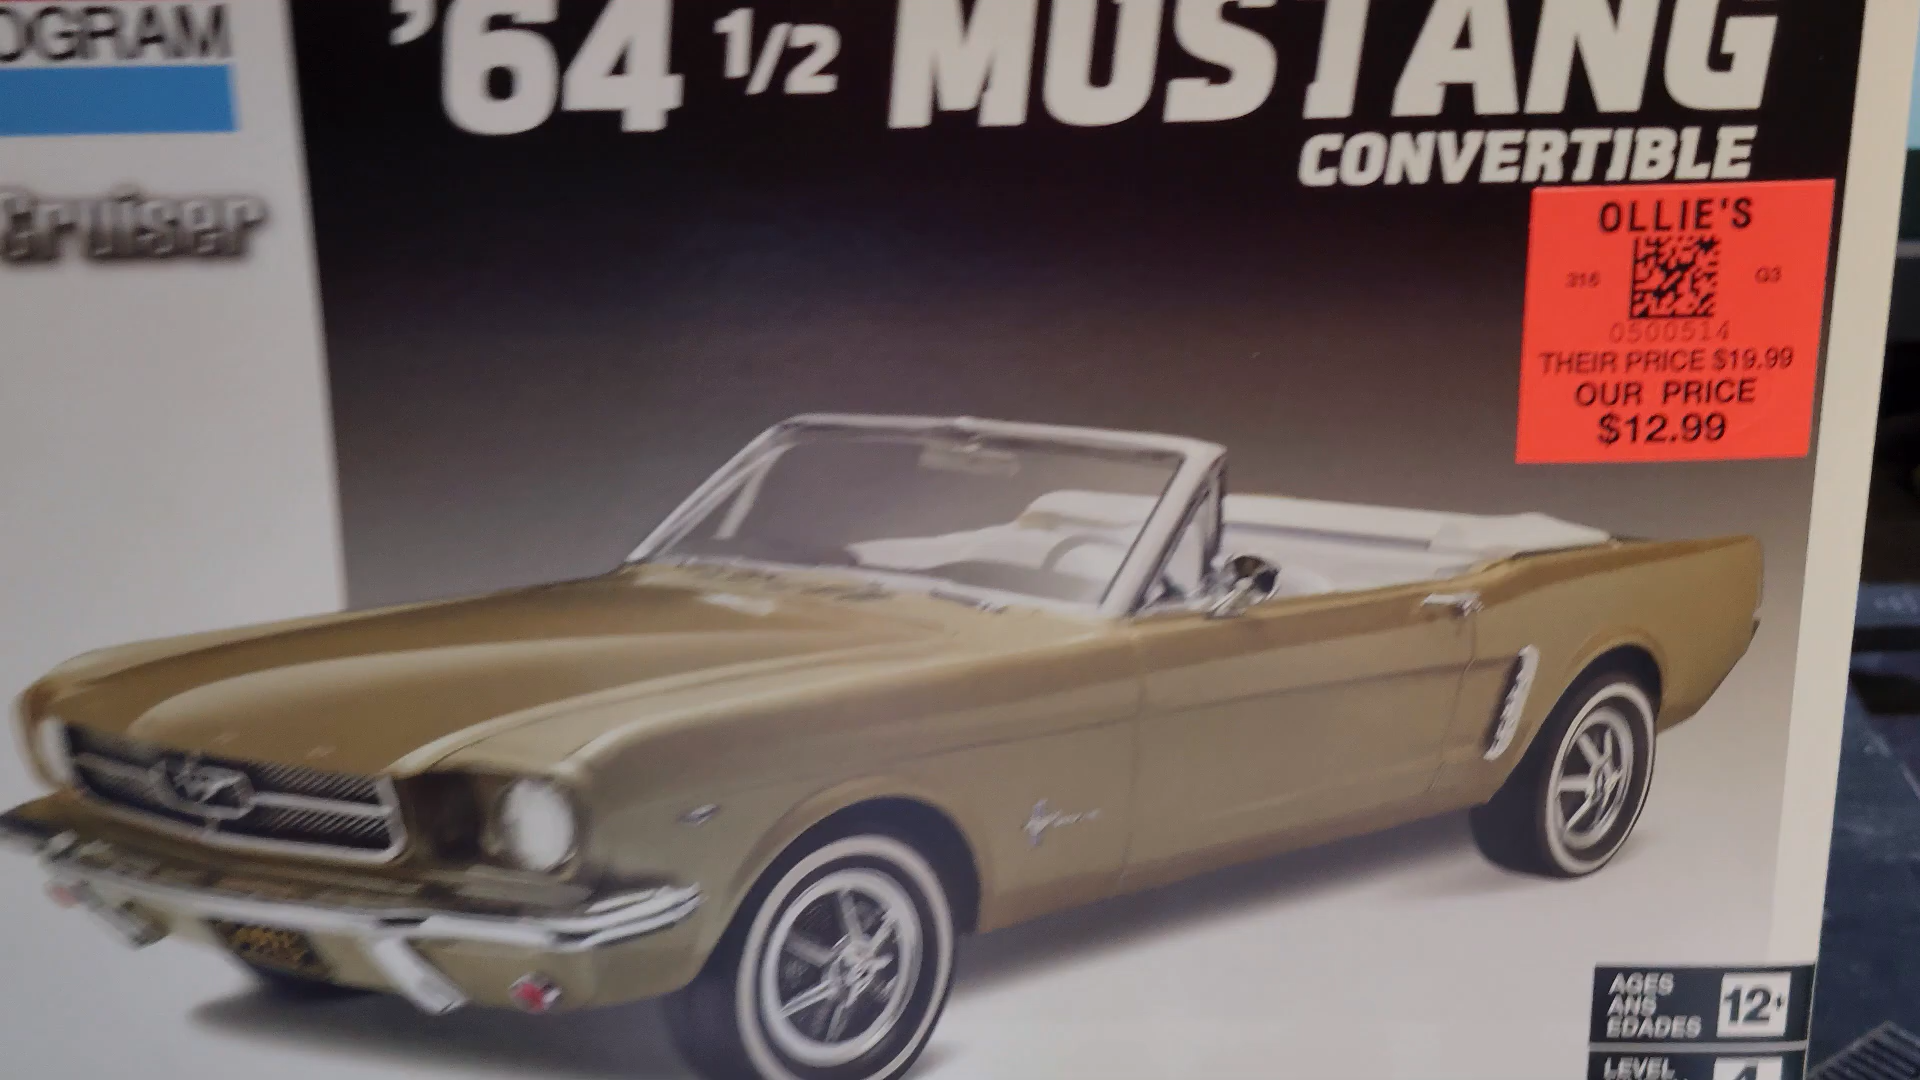 OGRAM
'64 1/2 MUSTANG
CONVERTIBLE
Cruiser
OLLIE'S
316 G3
0500514
THEIR PRICE $19.99
OUR PRICE
$12.99
AGES
ANS
EDADES
12+
LEVEL